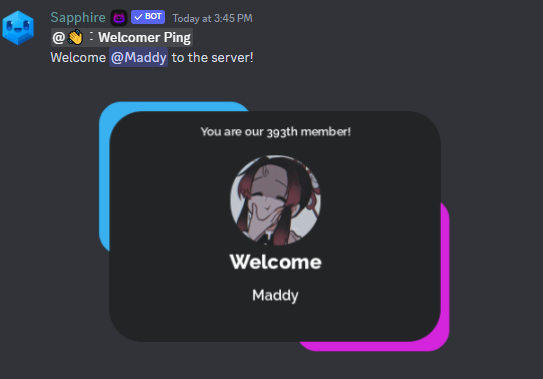 Sapphire ✓ BOT Today at 3:45 PM
@👋 : Welcomer Ping
Welcome @Maddy to the server!
You are our 393th member!
Welcome
Maddy